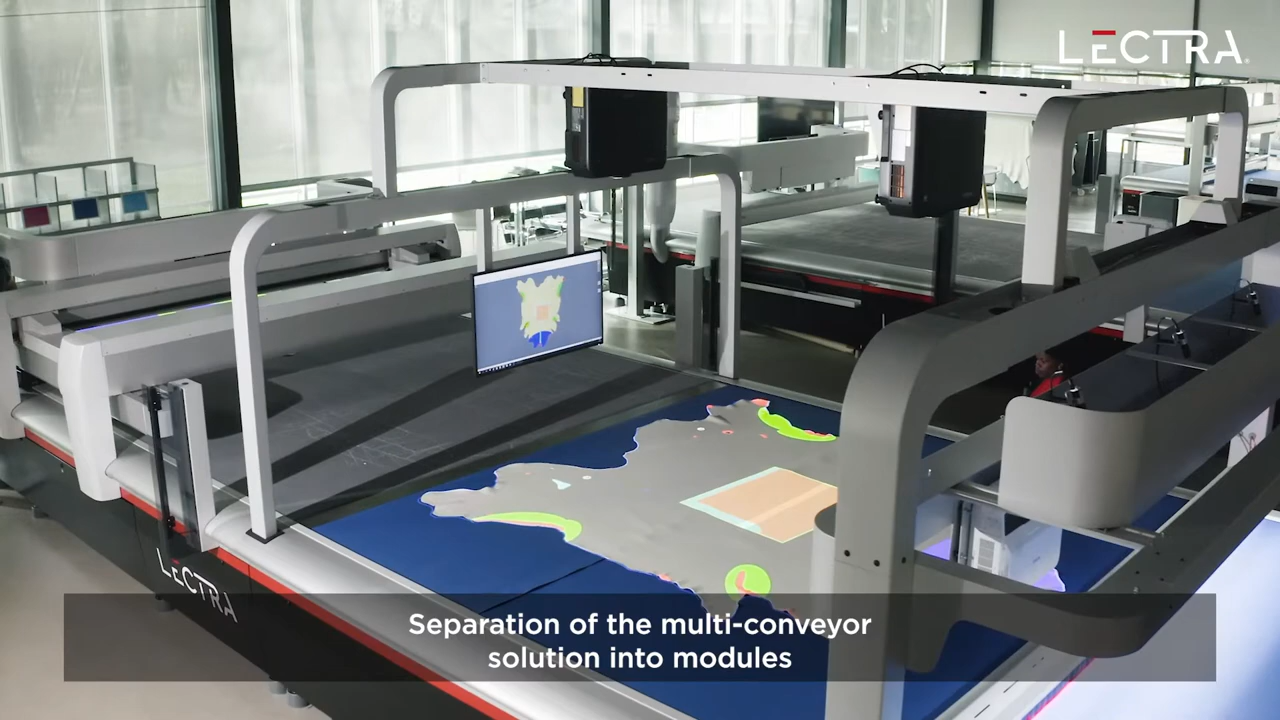 LECTRA
LECTRA
Separation of the multi-conveyor
solution into modules